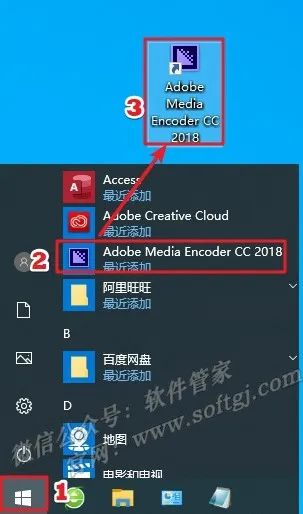 3
Adobe
Media
Encoder CC
2018
Access
最近添加
Adobe Creative Cloud
最近添加
2
Adobe Media Encoder CC 2018
最近添加
阿里旺旺
最近添加
B
百度网盘
最近添加
D
地图
电影和电视
1
微信公众号：软件管家
官网：www.softgj.com